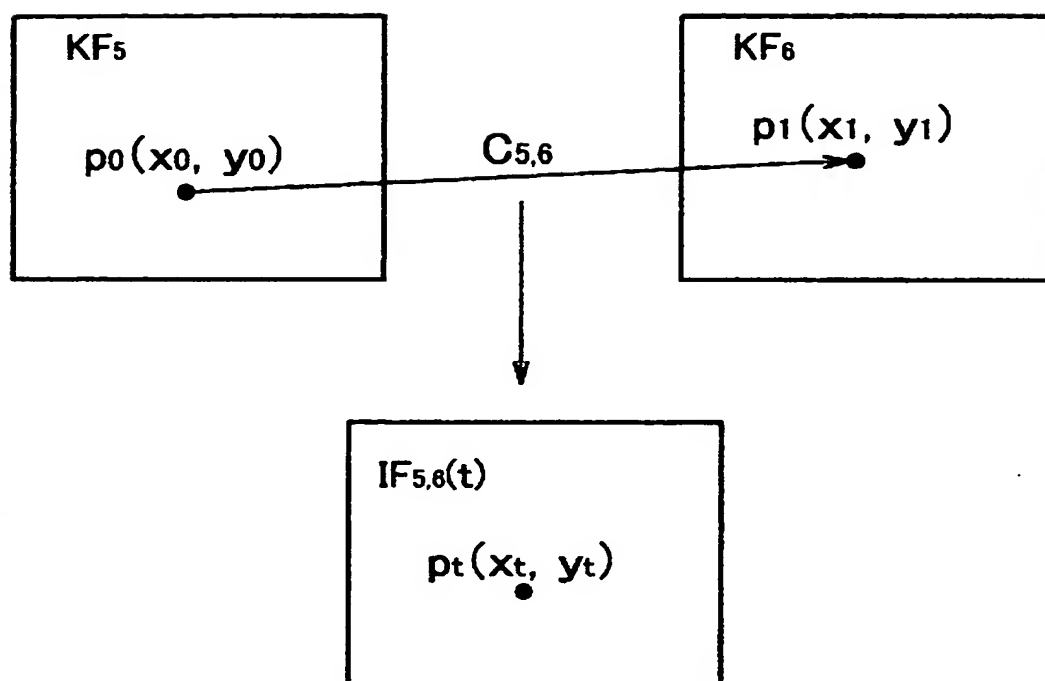 KF5
KF6
p0(x0, y0)
C5,6
p1(x1, y1)
IF5,6(t)
pt(xt, yt)